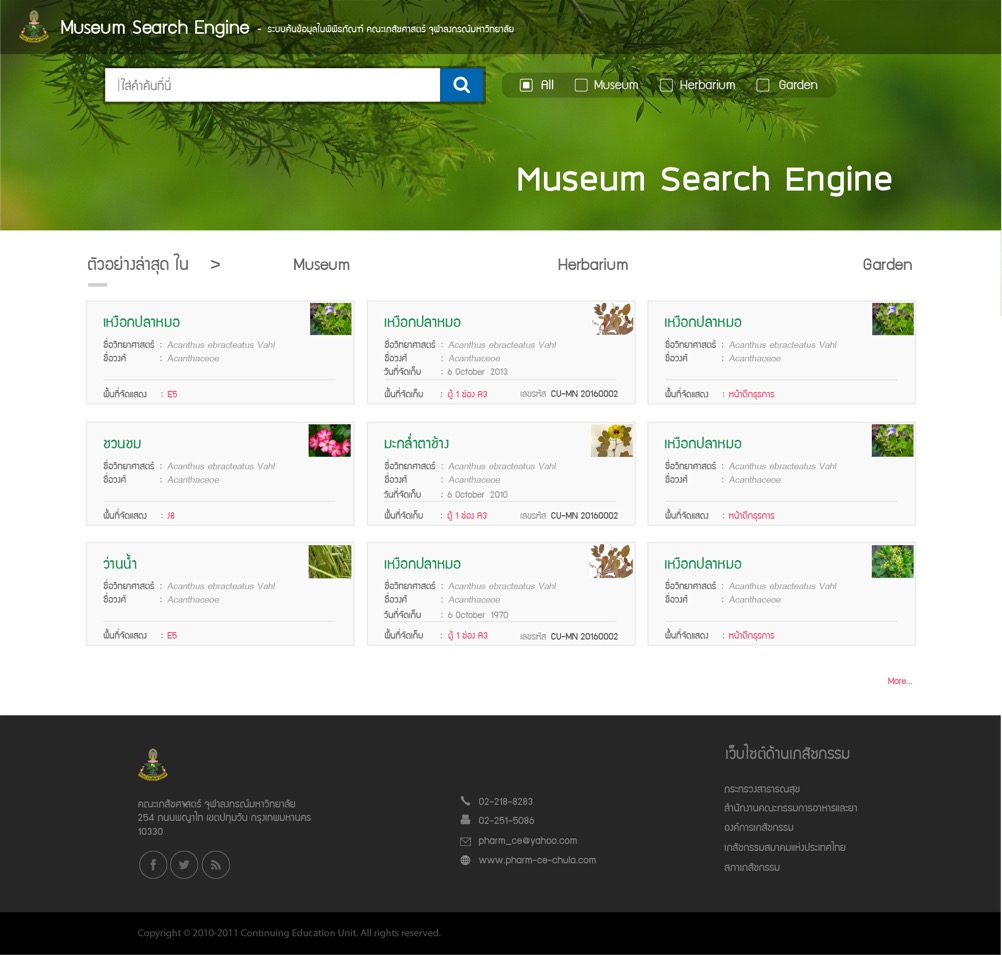 Museum Search Engine - ระบบค้นข้อมูลในพิพิธภัณฑ์ คณะเภสัชศาสตร์ จุฬาลงกรณ์มหาวิทยาลัย
ใส่คำค้นที่นี่
All Museum Herbarium Garden
Museum Search Engine
ตัวอย่างล่าสุด ใน > Museum Herbarium Garden
เหงือกปลาหมอ
ชื่อวิทยาศาสตร์ : Acanthus ebracteatus Vahl
ชื่อวงศ์ : Acanthaceoe
พื้นที่จัดแสดง : E5
เหงือกปลาหมอ
ชื่อวิทยาศาสตร์ : Acanthus ebracteatus Vahl
ชื่อวงศ์ : Acanthaceoe
วันที่จัดเก็บ : 6 October 2013
พื้นที่จัดเก็บ : ตู้ 1 ช่อง A3 เลขรหัส CU-MN 20160002
เหงือกปลาหมอ
ชื่อวิทยาศาสตร์ : Acanthus ebracteatus Vahl
ชื่อวงศ์ : Acanthaceoe
พื้นที่จัดแสดง : หน้าตึกธุรการ
ชวนชม
ชื่อวิทยาศาสตร์ : Acanthus ebracteatus Vahl
ชื่อวงศ์ : Acanthaceoe
พื้นที่จัดแสดง : J8
มะกล่ำตาช้าง
ชื่อวิทยาศาสตร์ : Acanthus ebracteatus Vahl
ชื่อวงศ์ : Acanthaceoe
วันที่จัดเก็บ : 6 October 2010
พื้นที่จัดเก็บ : ตู้ 1 ช่อง A3 เลขรหัส CU-MN 20160002
เหงือกปลาหมอ
ชื่อวิทยาศาสตร์ : Acanthus ebracteatus Vahl
ชื่อวงศ์ : Acanthaceoe
พื้นที่จัดแสดง : หน้าตึกธุรการ
ว่านน้ำ
ชื่อวิทยาศาสตร์ : Acanthus ebracteatus Vahl
ชื่อวงศ์ : Acanthaceoe
พื้นที่จัดแสดง : E5
เหงือกปลาหมอ
ชื่อวิทยาศาสตร์ : Acanthus ebracteatus Vahl
ชื่อวงศ์ : Acanthaceoe
วันที่จัดเก็บ : 6 October 1970
พื้นที่จัดเก็บ : ตู้ 1 ช่อง A3 เลขรหัส CU-MN 20160002
เหงือกปลาหมอ
ชื่อวิทยาศาสตร์ : Acanthus ebracteatus Vahl
ชื่อวงศ์ : Acanthaceoe
พื้นที่จัดแสดง : หน้าตึกธุรการ
More...
คณะเภสัชศาสตร์ จุฬาลงกรณ์มหาวิทยาลัย
254 ถนนพญาไท เขตปทุมวัน กรุงเทพมหานคร
10330
02-218-8283
02-251-5086
pharm_ce@yahoo.com
www.pharm-ce-chula.com
เว็บไซต์ด้านเภสัชกรรม
กระทรวงสาธารณสุข
สำนักงานคณะกรรมการอาหารและยา
องค์การเภสัชกรรม
เภสัชกรรมสมาคมแห่งประเทศไทย
สภาเภสัชกรรม
Copyright © 2010-2011 Continuing Education Unit. All rights reserved.